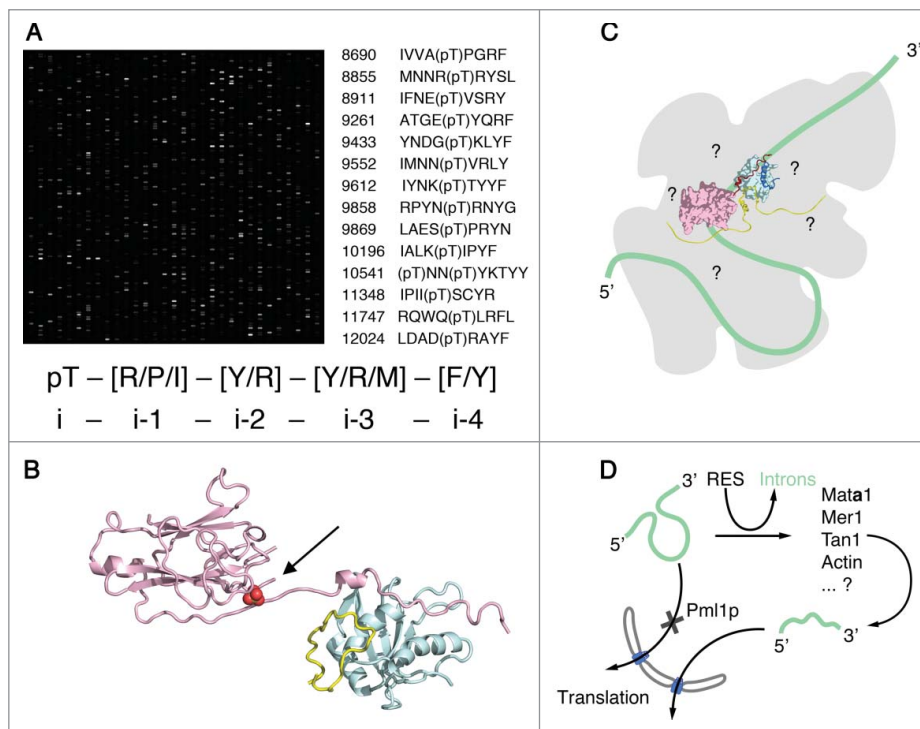 A
8690 IVVA(pT)PGRF
8855 MNNR(pT)RYSL
8911 IFNE(pT)VSRY
9261 ATGE(pT)YQRF
9433 YNDG(pT)KLYF
9552 IMNN(pT)VRLY
9612 IYNK(pT)TYYF
9858 RPYN(pT)RNYG
9869 LAES(pT)PRYN
10196 IALK(pT)IPYF
10541 (pT)NN(pT)YKTYY
11348 IPII(pT)SCYR
11747 RQWQ(pT)LRFL
12024 LDAD(pT)RAYF
pT – [R/P/I] – [Y/R] – [Y/R/M] – [F/Y]
i – i-1 – i-2 – i-3 – i-4
C
3’
?
?
?
?
?
5’
B
D
3’
5’
RES
Introns
Mata1
Mer1
Tan1
Actin
... ?
Pml1p
5’
3’
Translation